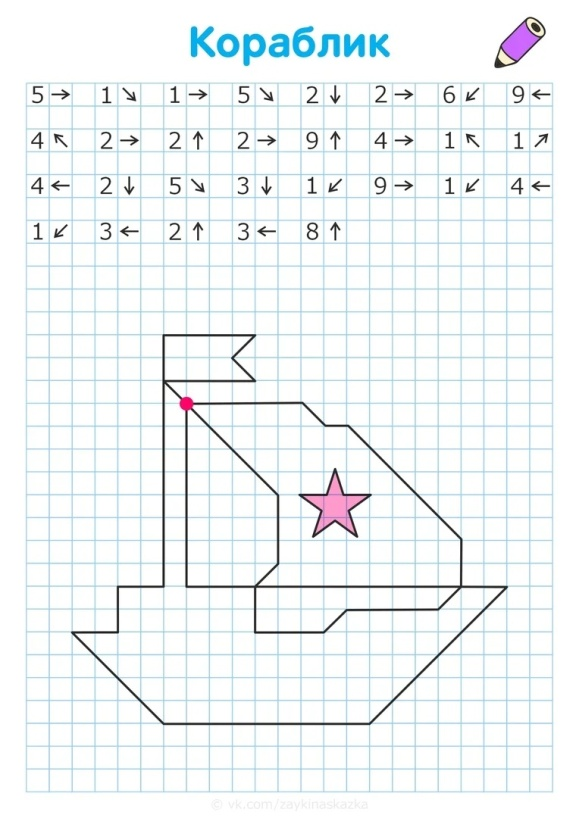 Кораблик
5 → 1 ↘ 1 → 5 ↘ 2 ↓ 2 → 6 ↙ 9 ←
4 ↖ 2 → 2 ↑ 2 → 9 ↑ 4 → 1 ↖ 1 ↗
4 ← 2 ↓ 5 ↘ 3 ↓ 1 ↙ 9 → 1 ↙ 4 ←
1 ↙ 3 ← 2 ↑ 3 ← 8 ↑
© vk.com/zaykinaskazka